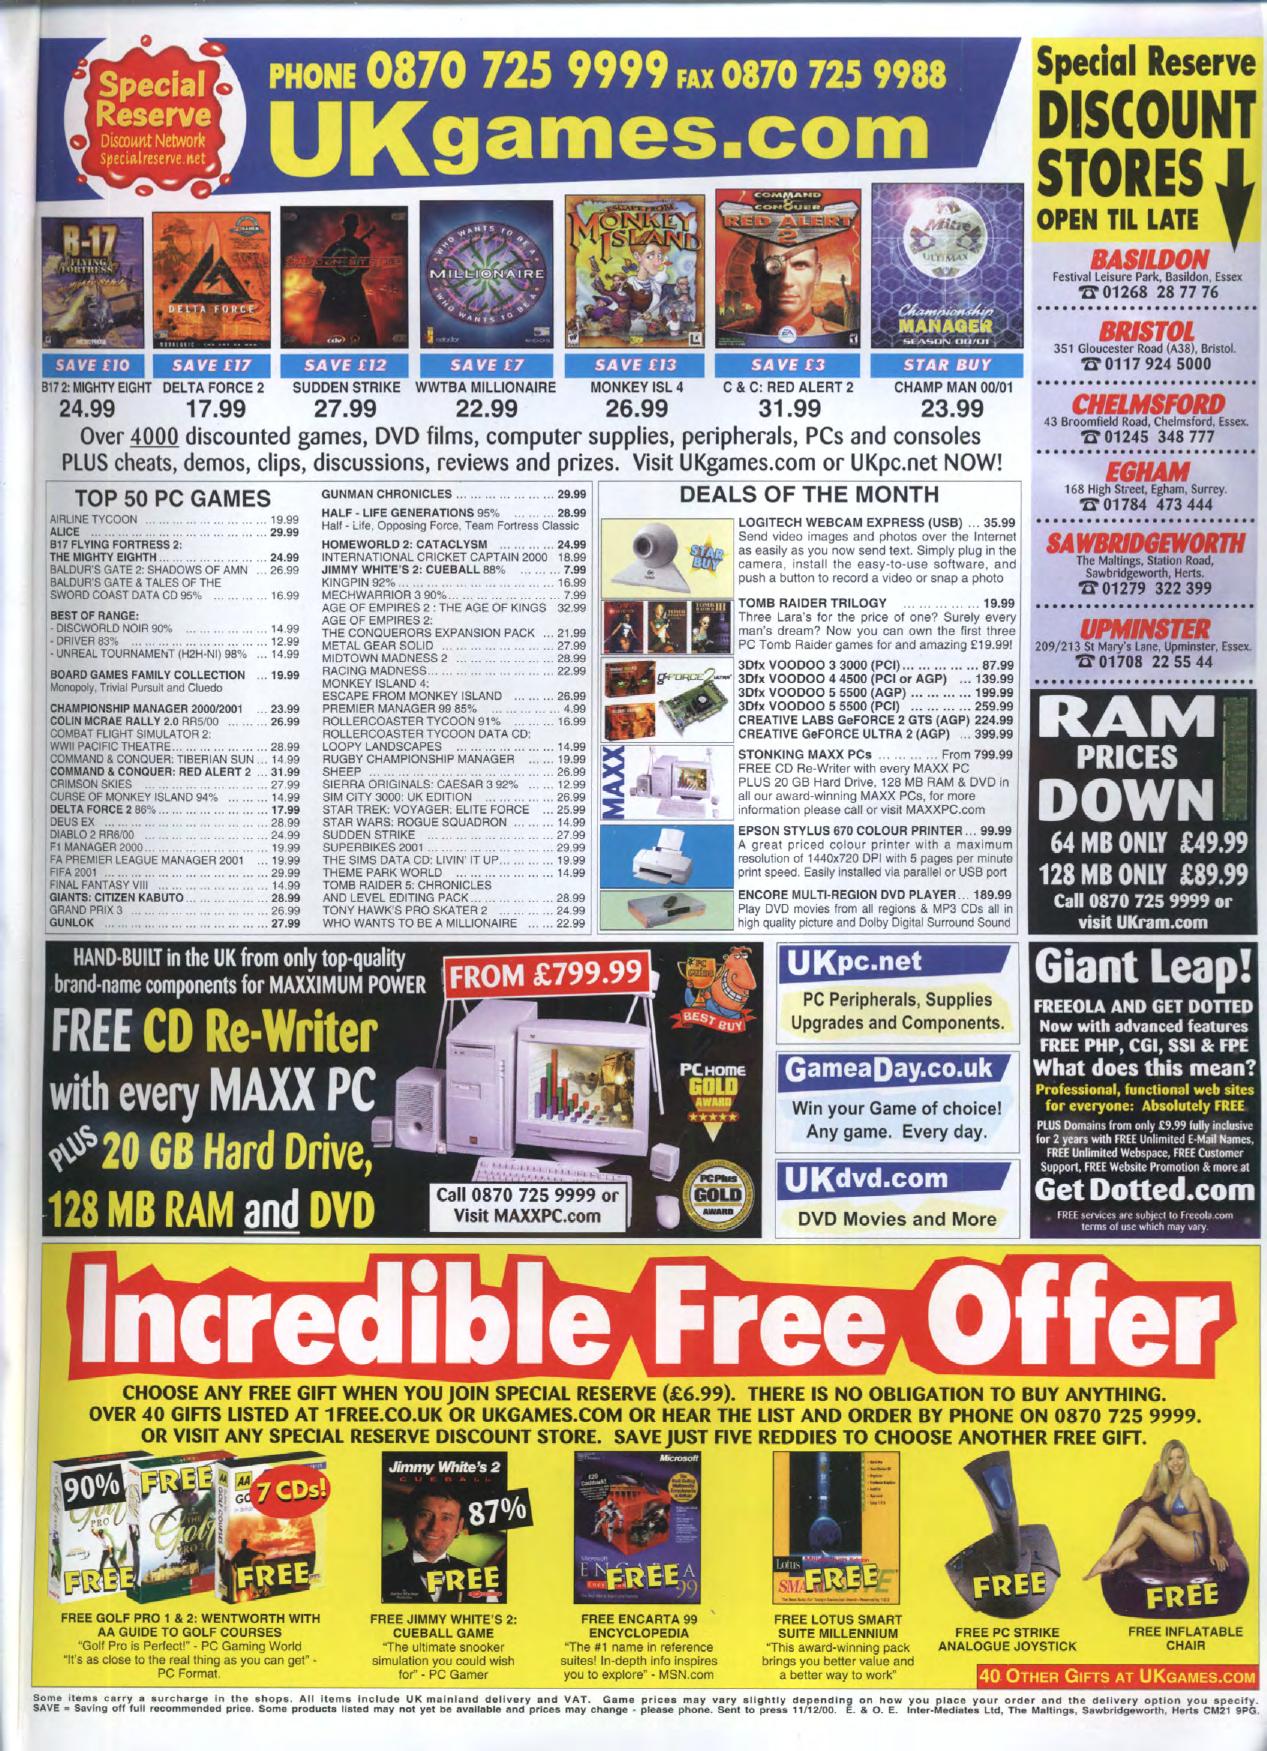 Special
Reserve
Discount Network
Specialreserve.net
PHONE 0870 725 9999 FAX 0870 725 9988
UKgames.com
Special Reserve
DISCOUNT
STORES
OPEN TIL LATE
BASILDON
Festival Leisure Park, Basildon, Essex
☎ 01268 28 77 76
BRISTOL
351 Gloucester Road (A38), Bristol.
☎ 0117 924 5000
CHELMSFORD
43 Broomfield Road, Chelmsford, Essex.
☎ 01245 348 777
EGHAM
168 High Street, Egham, Surrey.
☎ 01784 473 444
SAWBRIDGEWORTH
The Maltings, Station Road,
Sawbridgeworth, Herts.
☎ 01279 322 399
UPMINSTER
209/213 St Mary's Lane, Upminster, Essex.
☎ 01708 22 55 44
B-17
FLYING
FORTRESS
DELTA FORCE
WHO WANTS TO BE A
MILLIONAIRE
WHO WANTS TO BE A
ESCAPE FROM
MONKEY
ISLAND
COMMAND
& CONQUER
RED ALERT
2
Mitre
ULTIMAX
Championship
MANAGER
SEASON 00/01
SAVE £10
B17 2: MIGHTY EIGHT
24.99
SAVE £17
DELTA FORCE 2
17.99
SAVE £12
SUDDEN STRIKE
27.99
SAVE £7
WWTBA MILLIONAIRE
22.99
SAVE £13
MONKEY ISL 4
26.99
SAVE £3
C & C: RED ALERT 2
31.99
STAR BUY
CHAMP MAN 00/01
23.99
Over 4000 discounted games, DVD films, computer supplies, peripherals, PCs and consoles
PLUS cheats, demos, clips, discussions, reviews and prizes. Visit UKgames.com or UKpc.net NOW!
TOP 50 PC GAMES
AIRLINE TYCOON ... 19.99
ALICE ... 29.99
B17 FLYING FORTRESS 2:
THE MIGHTY EIGHTH ... 24.99
BALDUR'S GATE 2: SHADOWS OF AMN ... 26.99
BALDUR'S GATE & TALES OF THE
SWORD COAST DATA CD 95% ... 16.99
BEST OF RANGE:
- DISCWORLD NOIR 90% ... 14.99
- DRIVER 83% ... 12.99
- UNREAL TOURNAMENT (H2H-NI) 98% ... 14.99
BOARD GAMES FAMILY COLLECTION ... 19.99
Monopoly, Trivial Pursuit and Cluedo
CHAMPIONSHIP MANAGER 2000/2001 ... 23.99
COLIN MCRAE RALLY 2.0 RR5/00 ... 26.99
COMBAT FLIGHT SIMULATOR 2:
WWII PACIFIC THEATRE ... 28.99
COMMAND & CONQUER: TIBERIAN SUN ... 14.99
COMMAND & CONQUER: RED ALERT 2 ... 31.99
CRIMSON SKIES ... 27.99
CURSE OF MONKEY ISLAND 94% ... 14.99
DELTA FORCE 2 86% ... 17.99
DEUS EX ... 28.99
DIABLO 2 RR6/00 ... 24.99
F1 MANAGER 2000 ... 19.99
FA PREMIER LEAGUE MANAGER 2001 ... 19.99
FIFA 2001 ... 29.99
FINAL FANTASY VIII ... 14.99
GIANTS: CITIZEN KABUTO ... 28.99
GRAND PRIX 3 ... 26.99
GUNLOK ... 27.99
GUNMAN CHRONICLES ... 29.99
HALF - LIFE GENERATIONS 95% ... 28.99
Half - Life, Opposing Force, Team Fortress Classic
HOMEWORLD 2: CATACLYSM ... 24.99
INTERNATIONAL CRICKET CAPTAIN 2000 18.99
JIMMY WHITE'S 2: CUEBALL 88% ... 7.99
KINGPIN 92% ... 16.99
MECHWARRIOR 3 90% ... 7.99
AGE OF EMPIRES 2 : THE AGE OF KINGS 32.99
AGE OF EMPIRES 2:
THE CONQUERORS EXPANSION PACK ... 21.99
METAL GEAR SOLID ... 27.99
MIDTOWN MADNESS 2 ... 28.99
RACING MADNESS ... 22.99
MONKEY ISLAND 4:
ESCAPE FROM MONKEY ISLAND ... 26.99
PREMIER MANAGER 99 85% ... 4.99
ROLLERCOASTER TYCOON 91% ... 16.99
ROLLERCOASTER TYCOON DATA CD:
LOOPY LANDSCAPES ... 14.99
RUGBY CHAMPIONSHIP MANAGER ... 19.99
SHEEP ... 26.99
SIERRA ORIGINALS: CAESAR 3 92% ... 12.99
SIM CITY 3000: UK EDITION ... 26.99
STAR TREK: VOYAGER: ELITE FORCE ... 25.99
STAR WARS: ROGUE SQUADRON ... 14.99
SUDDEN STRIKE ... 27.99
SUPERBIKES 2001 ... 29.99
THE SIMS DATA CD: LIVIN' IT UP ... 19.99
THEME PARK WORLD ... 14.99
TOMB RAIDER 5: CHRONICLES
AND LEVEL EDITING PACK ... 28.99
TONY HAWK'S PRO SKATER 2 ... 24.99
WHO WANTS TO BE A MILLIONAIRE ... 22.99
DEALS OF THE MONTH
STAR
BUY
LOGITECH WEBCAM EXPRESS (USB) ... 35.99
Send video images and photos over the Internet
as easily as you now send text. Simply plug in the
camera, install the easy-to-use software, and
push a button to record a video or snap a photo
TOMB RAIDER TRILOGY ... 19.99
Three Lara's for the price of one? Surely every
man's dream? Now you can own the first three
PC Tomb Raider games for and amazing £19.99!
3Dfx VOODOO 3 3000 (PCI) ... 87.99
3Dfx VOODOO 4 4500 (PCI or AGP) ... 139.99
3Dfx VOODOO 5 5500 (AGP) ... 199.99
3Dfx VOODOO 5 5500 (PCI) ... 259.99
CREATIVE LABS GeFORCE 2 GTS (AGP) 224.99
CREATIVE GeFORCE ULTRA 2 (AGP) ... 399.99
MAXX
STONKING MAXX PCs ... From 799.99
FREE CD Re-Writer with every MAXX PC
PLUS 20 GB Hard Drive, 128 MB RAM & DVD in
all our award-winning MAXX PCs, for more
information please call or visit MAXXPC.com
EPSON STYLUS 670 COLOUR PRINTER ... 99.99
A great priced colour printer with a maximum
resolution of 1440x720 DPI with 5 pages per minute
print speed. Easily installed via parallel or USB port
ENCORE MULTI-REGION DVD PLAYER ... 189.99
Play DVD movies from all regions & MP3 CDs all in
high quality picture and Dolby Digital Surround Sound
RAM
PRICES
DOWN
64 MB ONLY £49.99
128 MB ONLY £89.99
Call 0870 725 9999 or
visit UKram.com
HAND-BUILT in the UK from only top-quality
brand-name components for MAXXIMUM POWER
FREE CD Re-Writer
with every MAXX PC
PLUS 20 GB Hard Drive,
128 MB RAM and DVD
FROM £799.99
Call 0870 725 9999 or
Visit MAXXPC.com
PC Guide
BEST BUY
PC HOME
GOLD
AWARD
PC Plus
GOLD
AWARD
UKpc.net
PC Peripherals, Supplies
Upgrades and Components.
GameaDay.co.uk
Win your Game of choice!
Any game. Every day.
UKdvd.com
DVD Movies and More
Giant Leap!
FREEOLA AND GET DOTTED
Now with advanced features
FREE PHP, CGI, SSI & FPE
What does this mean?
Professional, functional web sites
for everyone: Absolutely FREE
PLUS Domains from only £9.99 fully inclusive
for 2 years with FREE Unlimited E-Mail Names,
FREE Unlimited Webspace, FREE Customer
Support, FREE Website Promotion & more at
Get Dotted.com
FREE services are subject to Freeola.com
terms of use which may vary.
Incredible Free Offer
CHOOSE ANY FREE GIFT WHEN YOU JOIN SPECIAL RESERVE (£6.99). THERE IS NO OBLIGATION TO BUY ANYTHING.
OVER 40 GIFTS LISTED AT 1FREE.CO.UK OR UKGAMES.COM OR HEAR THE LIST AND ORDER BY PHONE ON 0870 725 9999.
OR VISIT ANY SPECIAL RESERVE DISCOUNT STORE. SAVE JUST FIVE REDDIES TO CHOOSE ANOTHER FREE GIFT.
90%
FREE
FREE
7 CDs!
FREE
FREE GOLF PRO 1 & 2: WENTWORTH WITH
AA GUIDE TO GOLF COURSES
"Golf Pro is Perfect!" - PC Gaming World
"It's as close to the real thing as you can get" -
PC Format.
Jimmy White's 2
CUEBALL
87%
FREE
FREE JIMMY WHITE'S 2:
CUEBALL GAME
"The ultimate snooker
simulation you could wish
for" - PC Gamer
Microsoft
FREE
99
FREE ENCARTA 99
ENCYCLOPEDIA
"The #1 name in reference
suites! In-depth info inspires
you to explore" - MSN.com
Lotus
FREE
FREE LOTUS SMART
SUITE MILLENNIUM
"This award-winning pack
brings you better value and
a better way to work"
FREE
FREE PC STRIKE
ANALOGUE JOYSTICK
FREE
FREE INFLATABLE
CHAIR
40 OTHER GIFTS AT UKGAMES.COM
Some items carry a surcharge in the shops. All items include UK mainland delivery and VAT. Game prices may vary slightly depending on how you place your order and the delivery option you specify.
SAVE = Saving off full recommended price. Some products listed may not yet be available and prices may change - please phone. Sent to press 11/12/00. E. & O. E. Inter-Mediates Ltd, The Maltings, Sawbridgeworth, Herts CM21 9PG.